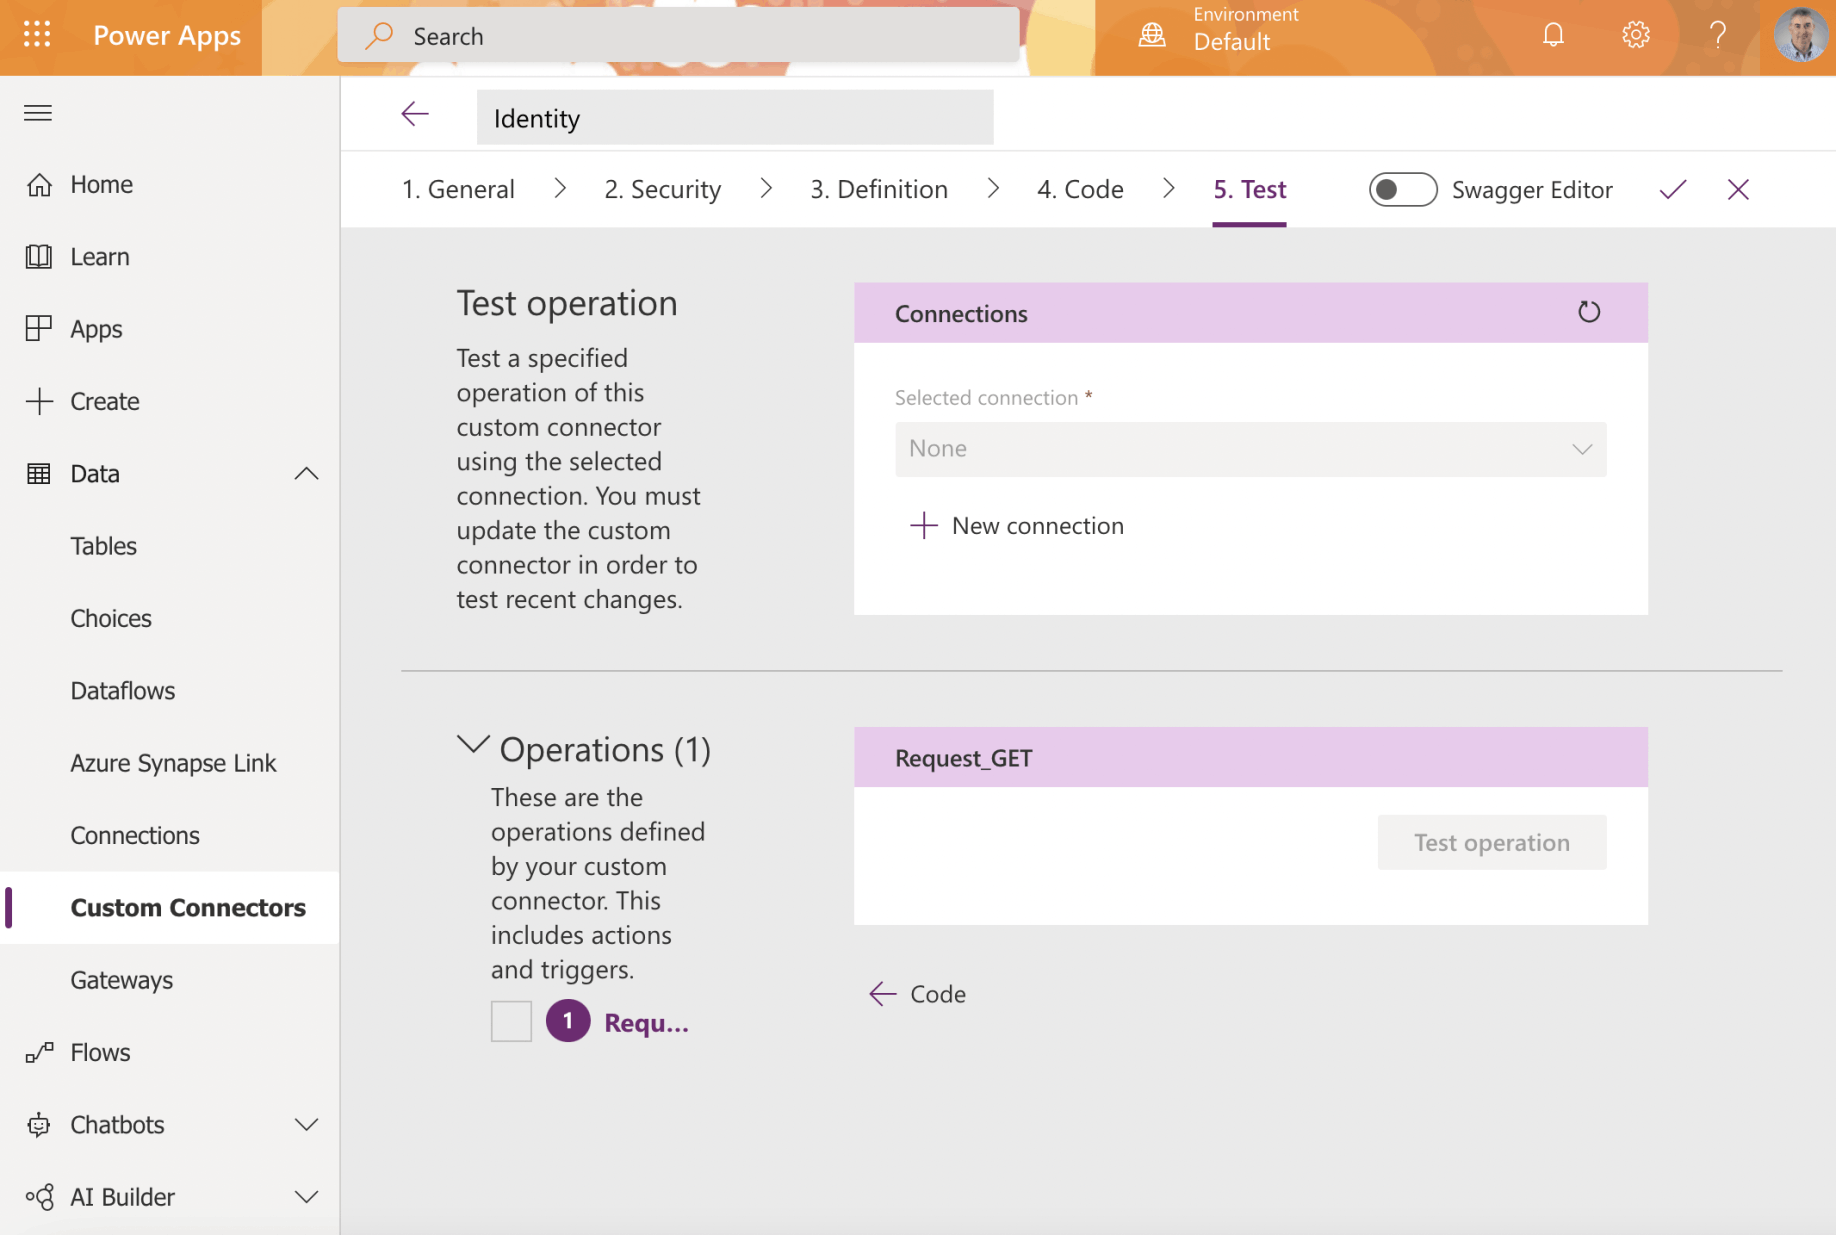 Power Apps
Search
Environment
Default
?
Identity
1. General
2. Security
3. Definition
4. Code
5. Test
Swagger Editor
Home
Learn
Apps
Create
Data
Tables
Choices
Dataflows
Azure Synapse Link
Connections
Custom Connectors
Gateways
Flows
Chatbots
AI Builder
Test operation
Test a specified
operation of this
custom connector
using the selected
connection. You must
update the custom
connector in order to
test recent changes.
Connections
Selected connection *
None
New connection
Operations (1)
These are the
operations defined
by your custom
connector. This
includes actions
and triggers.
1 Requ...
Request_GET
Test operation
Code